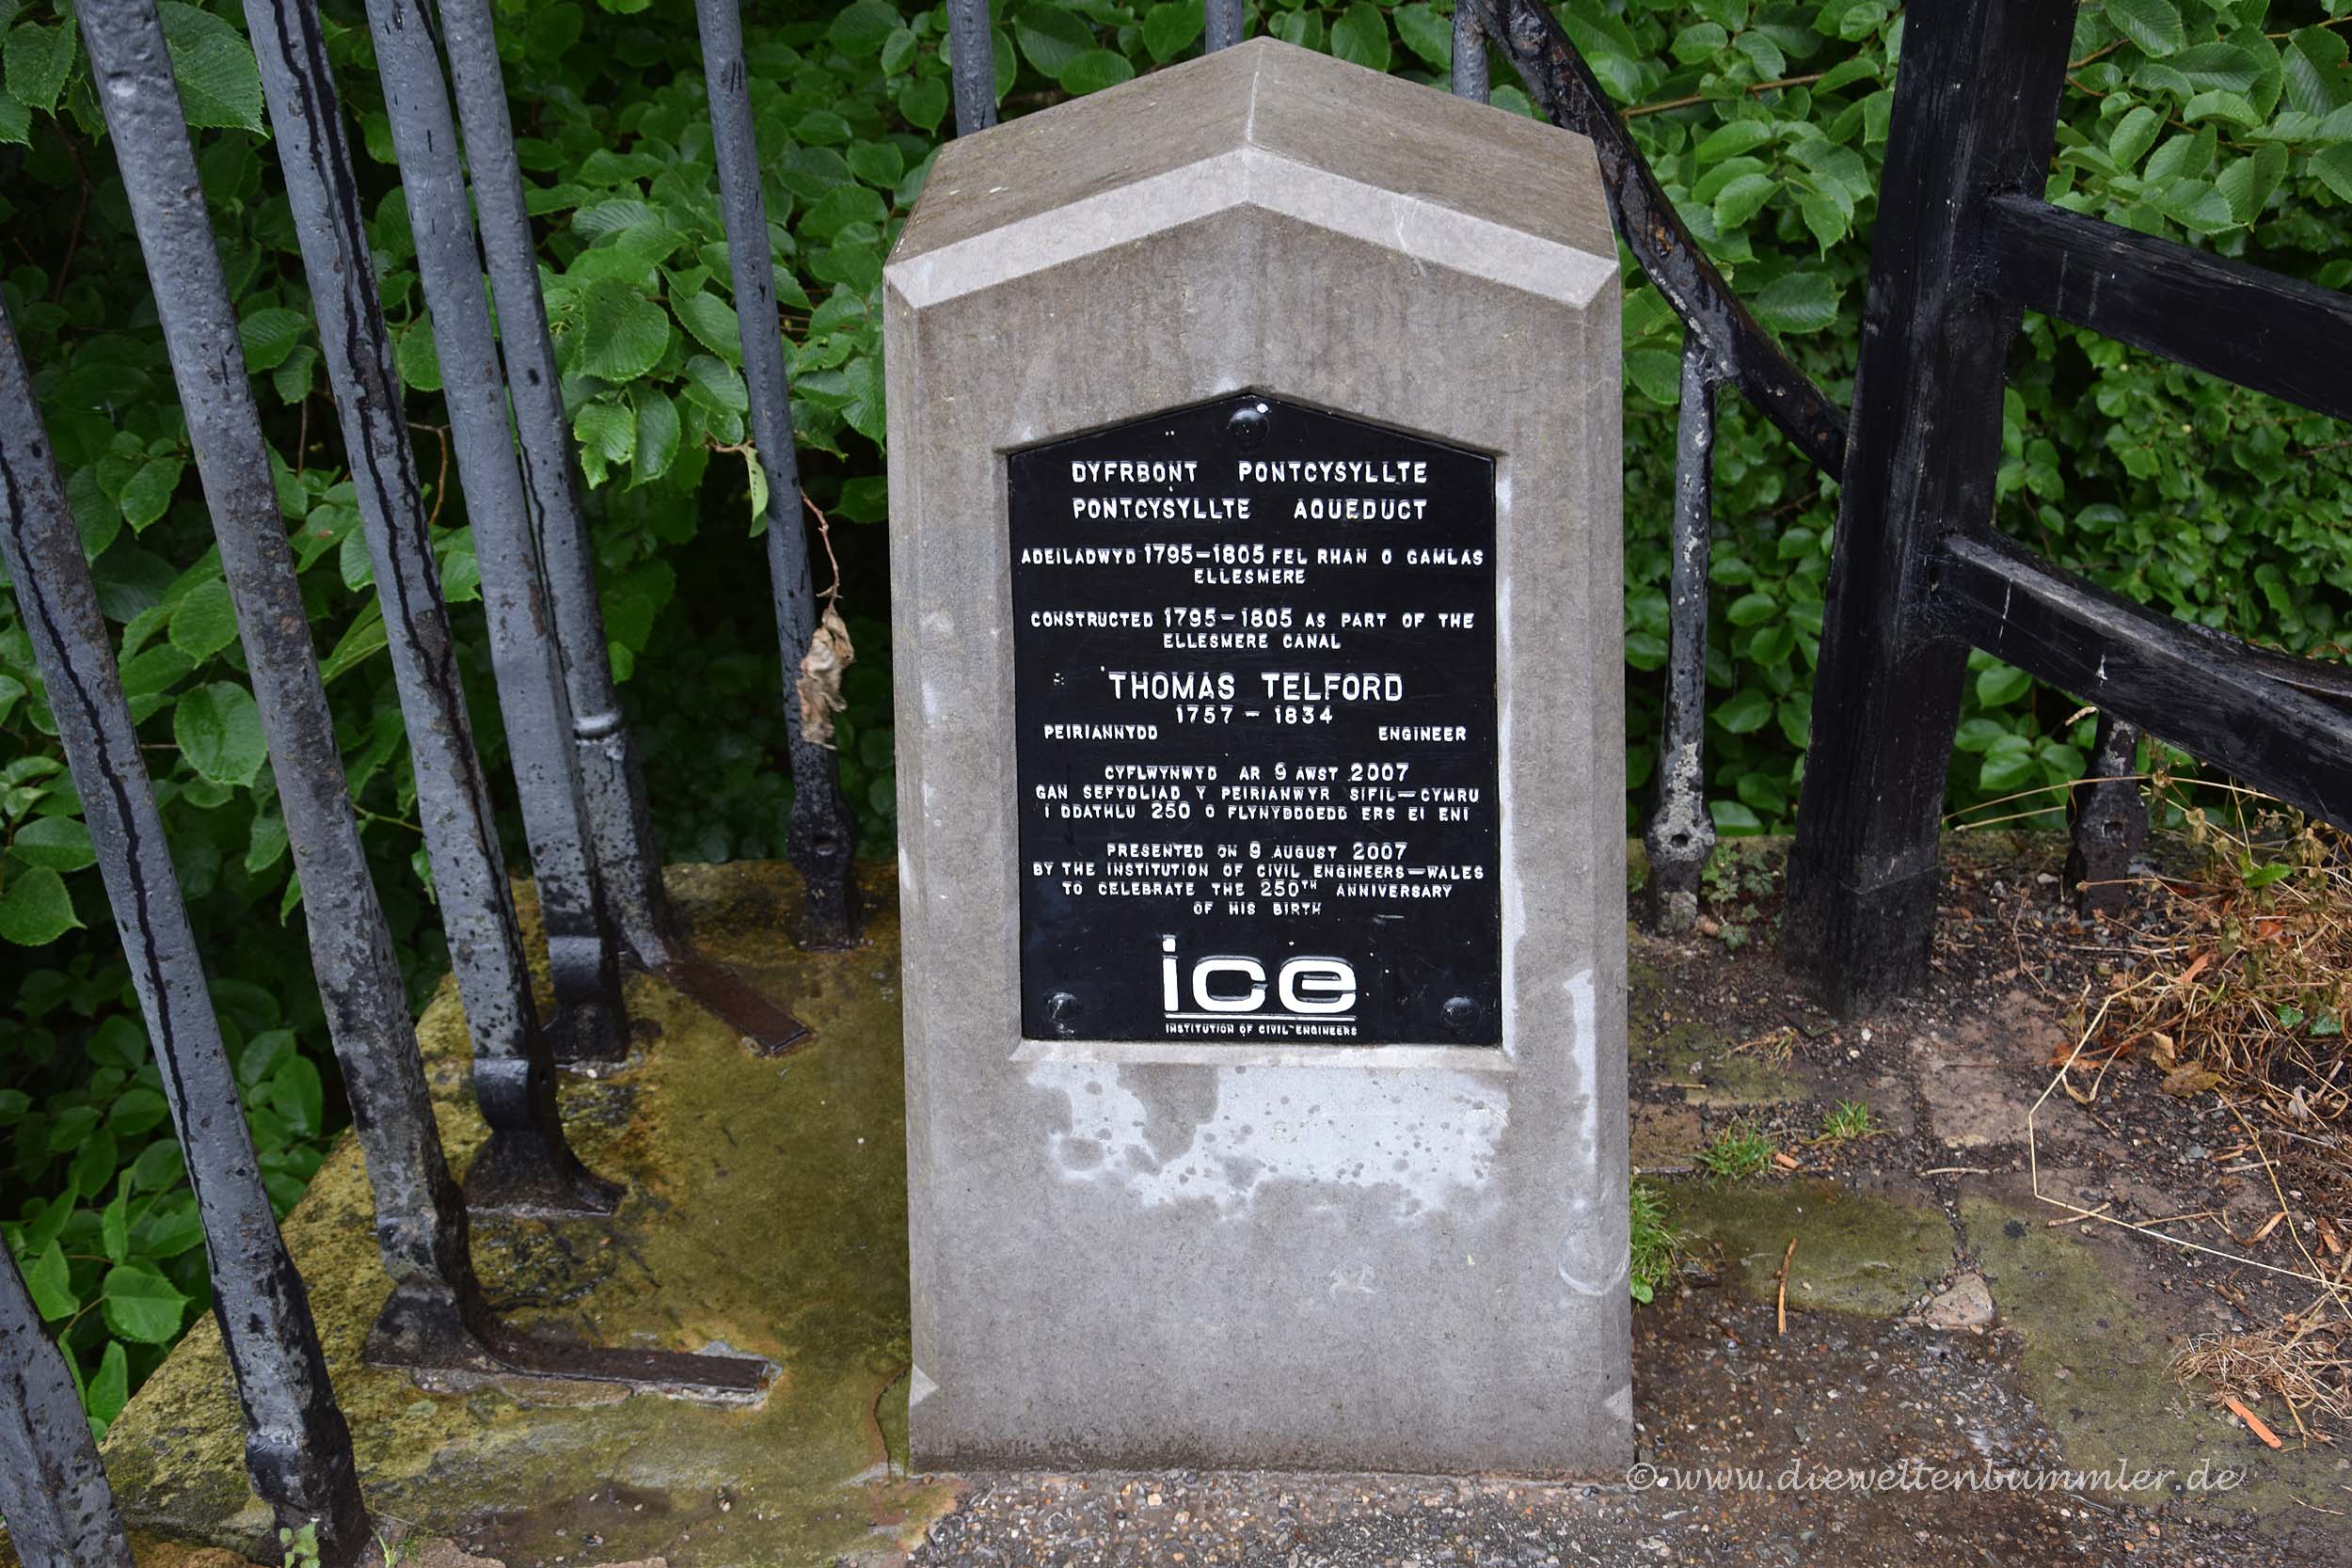 DYFRBONT PONTCYSYLLTE
PONTCYSYLLTE AQUEDUCT
ADEILADWYD 1795-1805 FEL RHAN O GAMLAS
ELLESMERE
CONSTRUCTED 1795-1805 AS PART OF THE
ELLESMERE CANAL
THOMAS TELFORD
1757 - 1834
PEIRIANNYDD ENGINEER
CYFLWYNWYD AR 9 AWST 2007
GAN SEFYDLIAD Y PEIRIANWYR SIFIL-CYMRU
I DDATHLU 250 O FLYNYDDOEDD ERS EI ENI
PRESENTED ON 9 AUGUST 2007
BY THE INSTITUTION OF CIVIL ENGINEERS-WALES
TO CELEBRATE THE 250TH ANNIVERSARY
OF HIS BIRTH
ice
INSTITUTION OF CIVIL ENGINEERS
© www.dieweltenbummler.de